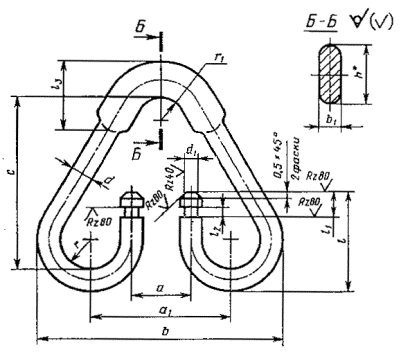 Б
Б-Б
√(√)
r₁
h*
l₃
Б
b₁
d₁
0,5×45°
2 фаски
c
d
Rz40
Rz80
Rz80
Rz80
l₂
l₁
l
r
a
a₁
b